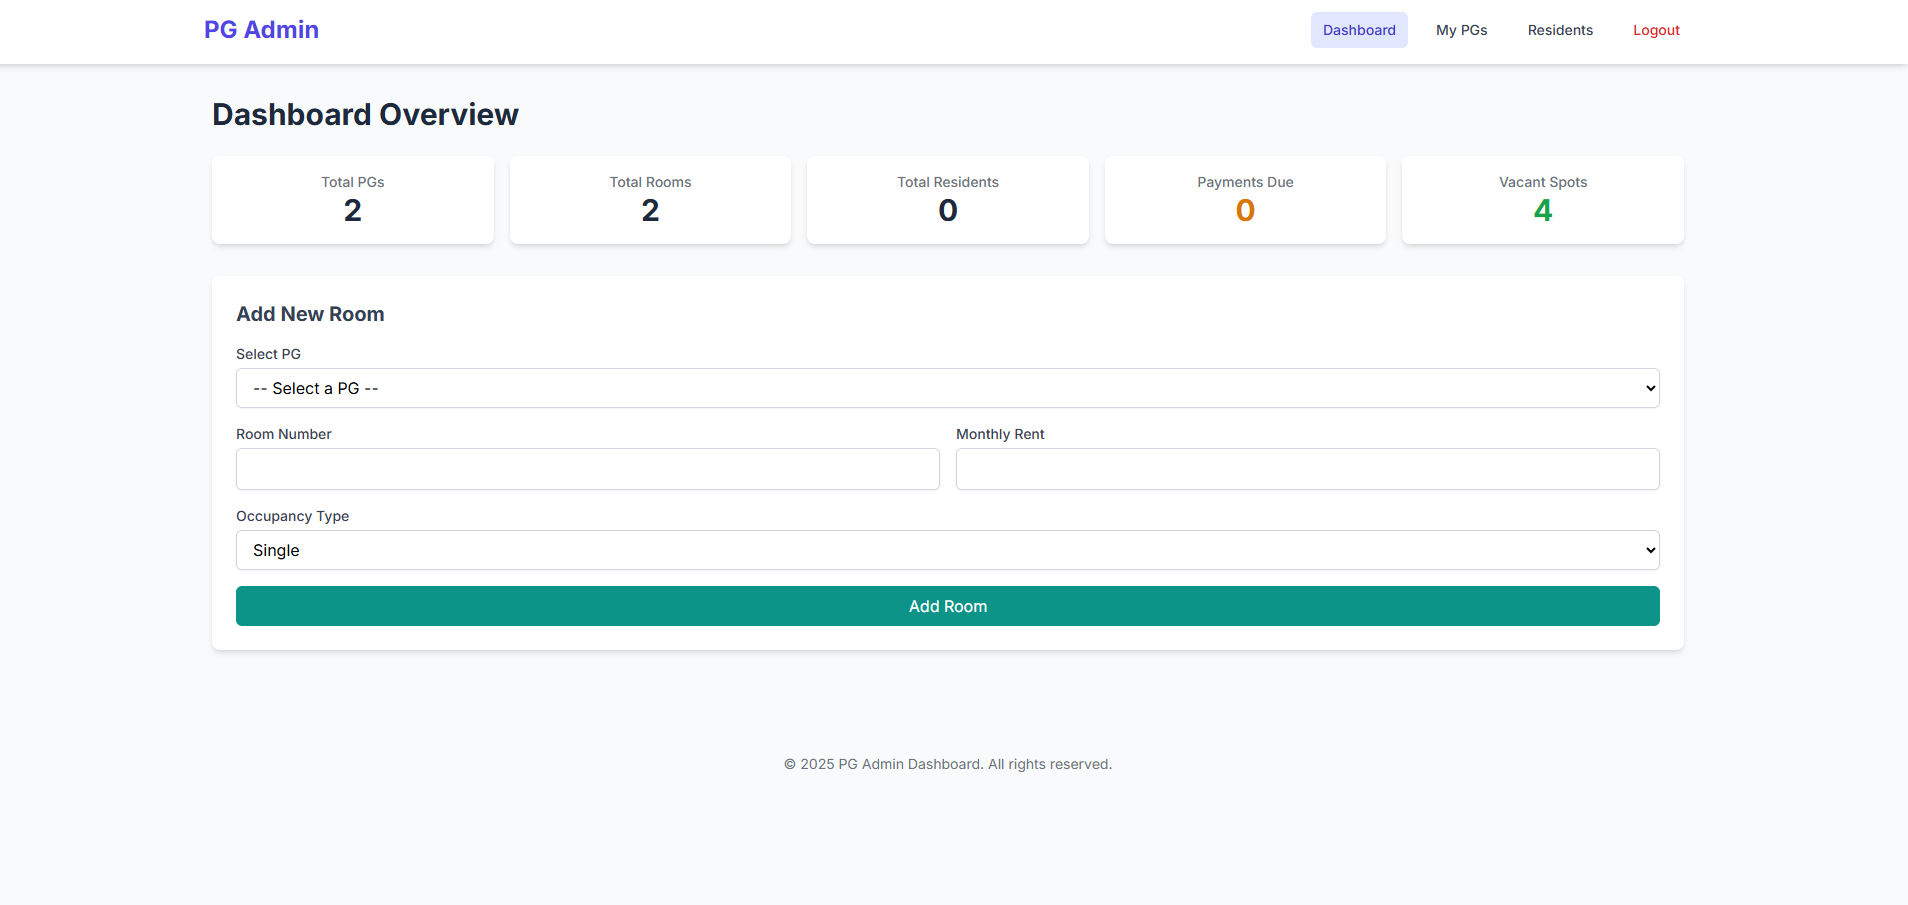 PG Admin
Dashboard
My PGs
Residents
Logout
Dashboard Overview
Total PGs
2
Total Rooms
2
Total Residents
0
Payments Due
0
Vacant Spots
4
Add New Room
Select PG
-- Select a PG --
Room Number
Monthly Rent
Occupancy Type
Single
Add Room
© 2025 PG Admin Dashboard. All rights reserved.